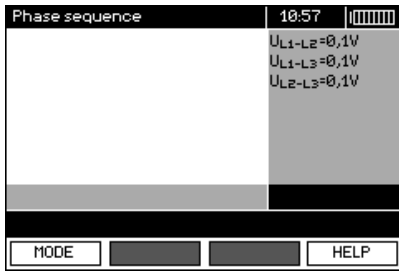 Phase sequence 10:57
UL1-L2=0,1V
UL1-L3=0,1V
UL2-L3=0,1V
MODE HELP